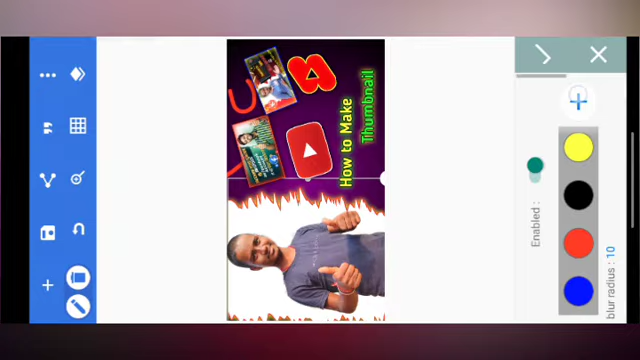 How to Make
Thumbnail
Enabled :
blur radius : 10